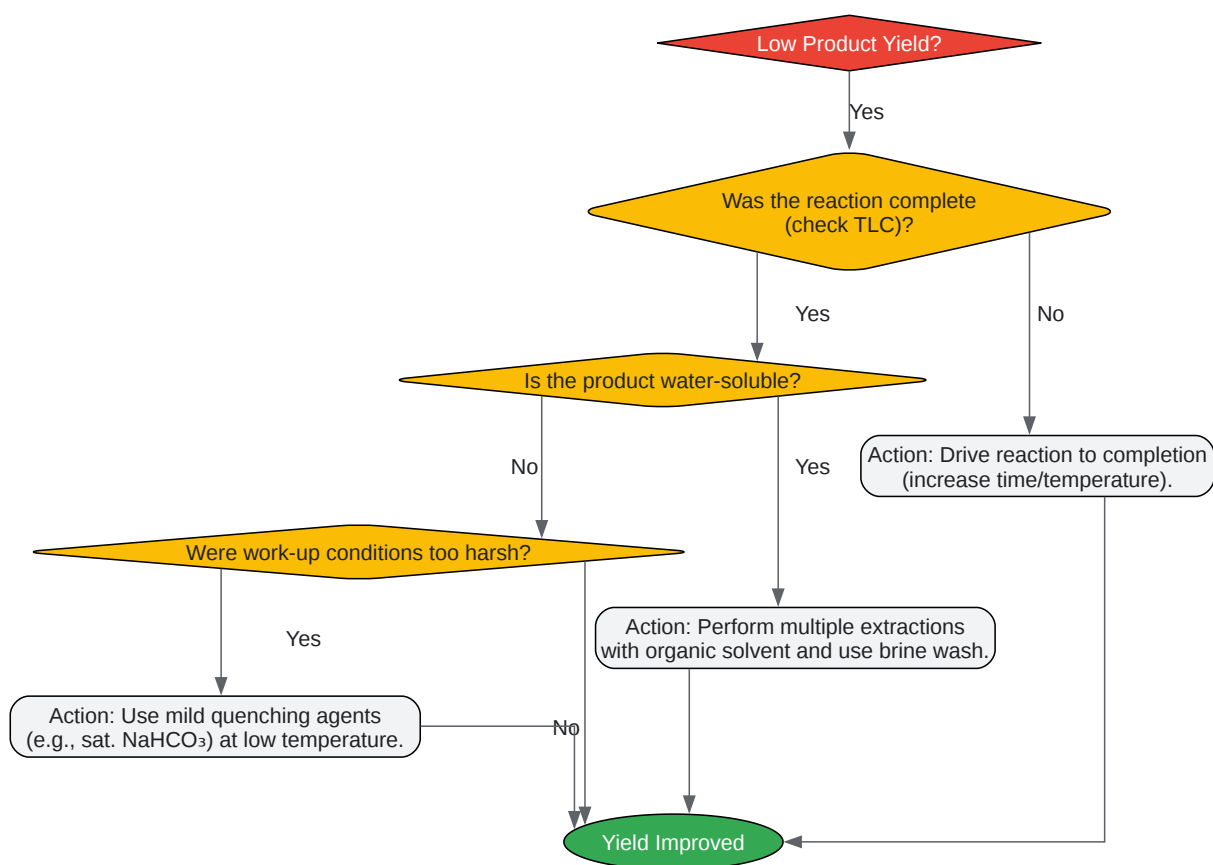 Low Product Yield?
Yes
Was the reaction complete
(check TLC)?
Yes
No
Is the product water-soluble?
No
Yes
Action: Drive reaction to completion
(increase time/temperature).
Were work-up conditions too harsh?
Yes
Action: Perform multiple extractions
with organic solvent and use brine wash.
Action: Use mild quenching agents
(e.g., sat. NaHCO₃) at low temperature.
No
Yield Improved